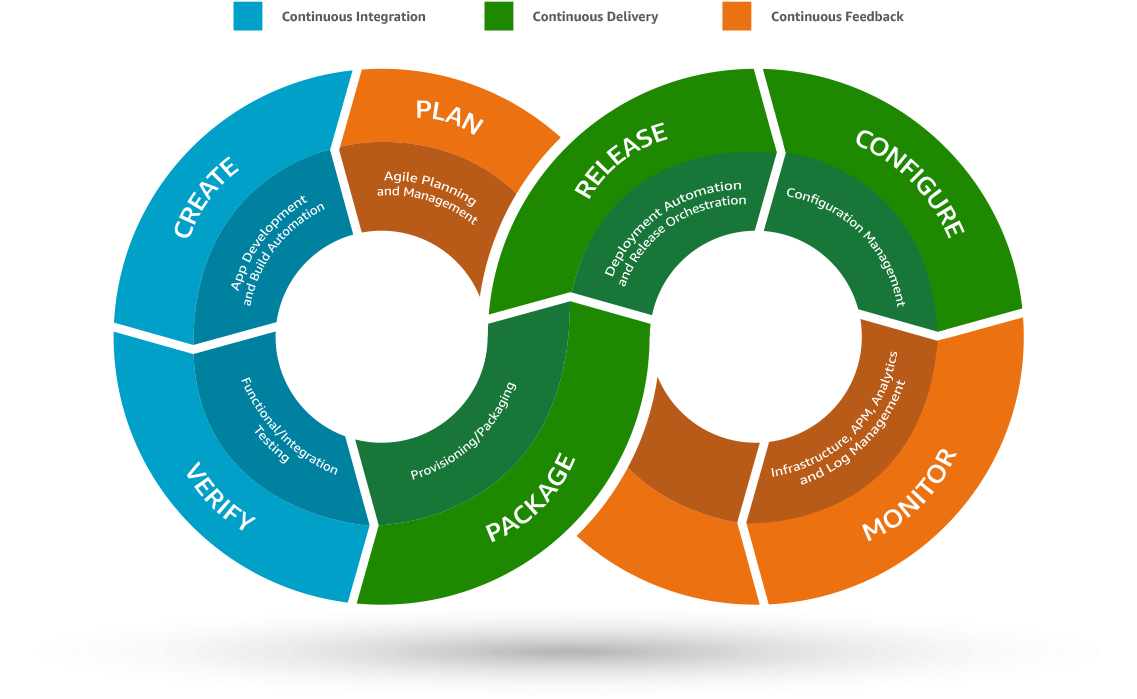 Continuous Integration
Continuous Delivery
Continuous Feedback
PLAN
Agile Planning
and Management
CREATE
App Development
and Build Automation
VERIFY
Functional/Integration
Testing
PACKAGE
Provisioning/Packaging
RELEASE
Deployment Automation
and Release Orchestration
CONFIGURE
Configuration Management
MONITOR
Infrastructure, APM, Analytics
and Log Management